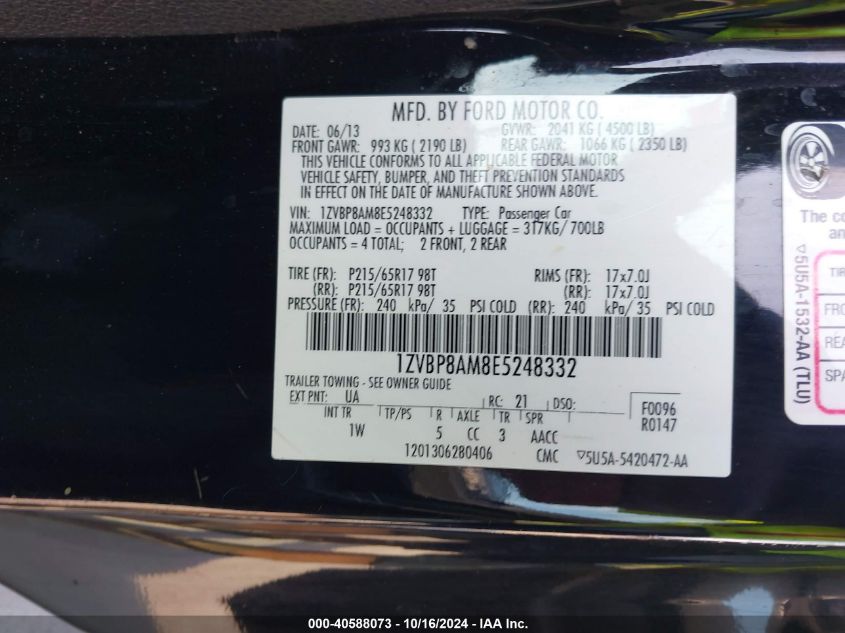 MFD. BY FORD MOTOR CO.
DATE: 06/13 GVWR: 2041 KG ( 4500 LB)
FRONT GAWR: 993 KG ( 2190 LB) REAR GAWR: 1066 KG ( 2350 LB)
THIS VEHICLE CONFORMS TO ALL APPLICABLE FEDERAL MOTOR
VEHICLE SAFETY, BUMPER, AND THEFT PREVENTION STANDARDS
IN EFFECT ON THE DATE OF MANUFACTURE SHOWN ABOVE.
VIN: 1ZVBP8AM8E5248332 TYPE: Passenger Car
MAXIMUM LOAD = OCCUPANTS + LUGGAGE = 317KG/ 700LB
OCCUPANTS = 4 TOTAL; 2 FRONT, 2 REAR
TIRE (FR): P215/65R17 98T RIMS (FR): 17x7.0J
(RR): P215/65R17 98T (RR): 17x7.0J
PRESSURE (FR): 240 kPa/ 35 PSI COLD (RR): 240 kPa/ 35 PSI COLD
1ZVBP8AM8E5248332
TRAILER TOWING - SEE OWNER GUIDE
EXT PNT: UA RC: 21 DSO: F0096
INT TR TP/PS R AXLE TR SPR R0147
1W 5 CC 3 AACC
1201306280406 CMC ▽5U5A-5420472-AA
▽5U5A-1532-AA (TLU)
The co
an
TIR
FRO
REA
SPA
000-40588073 - 10/16/2024 - IAA Inc.